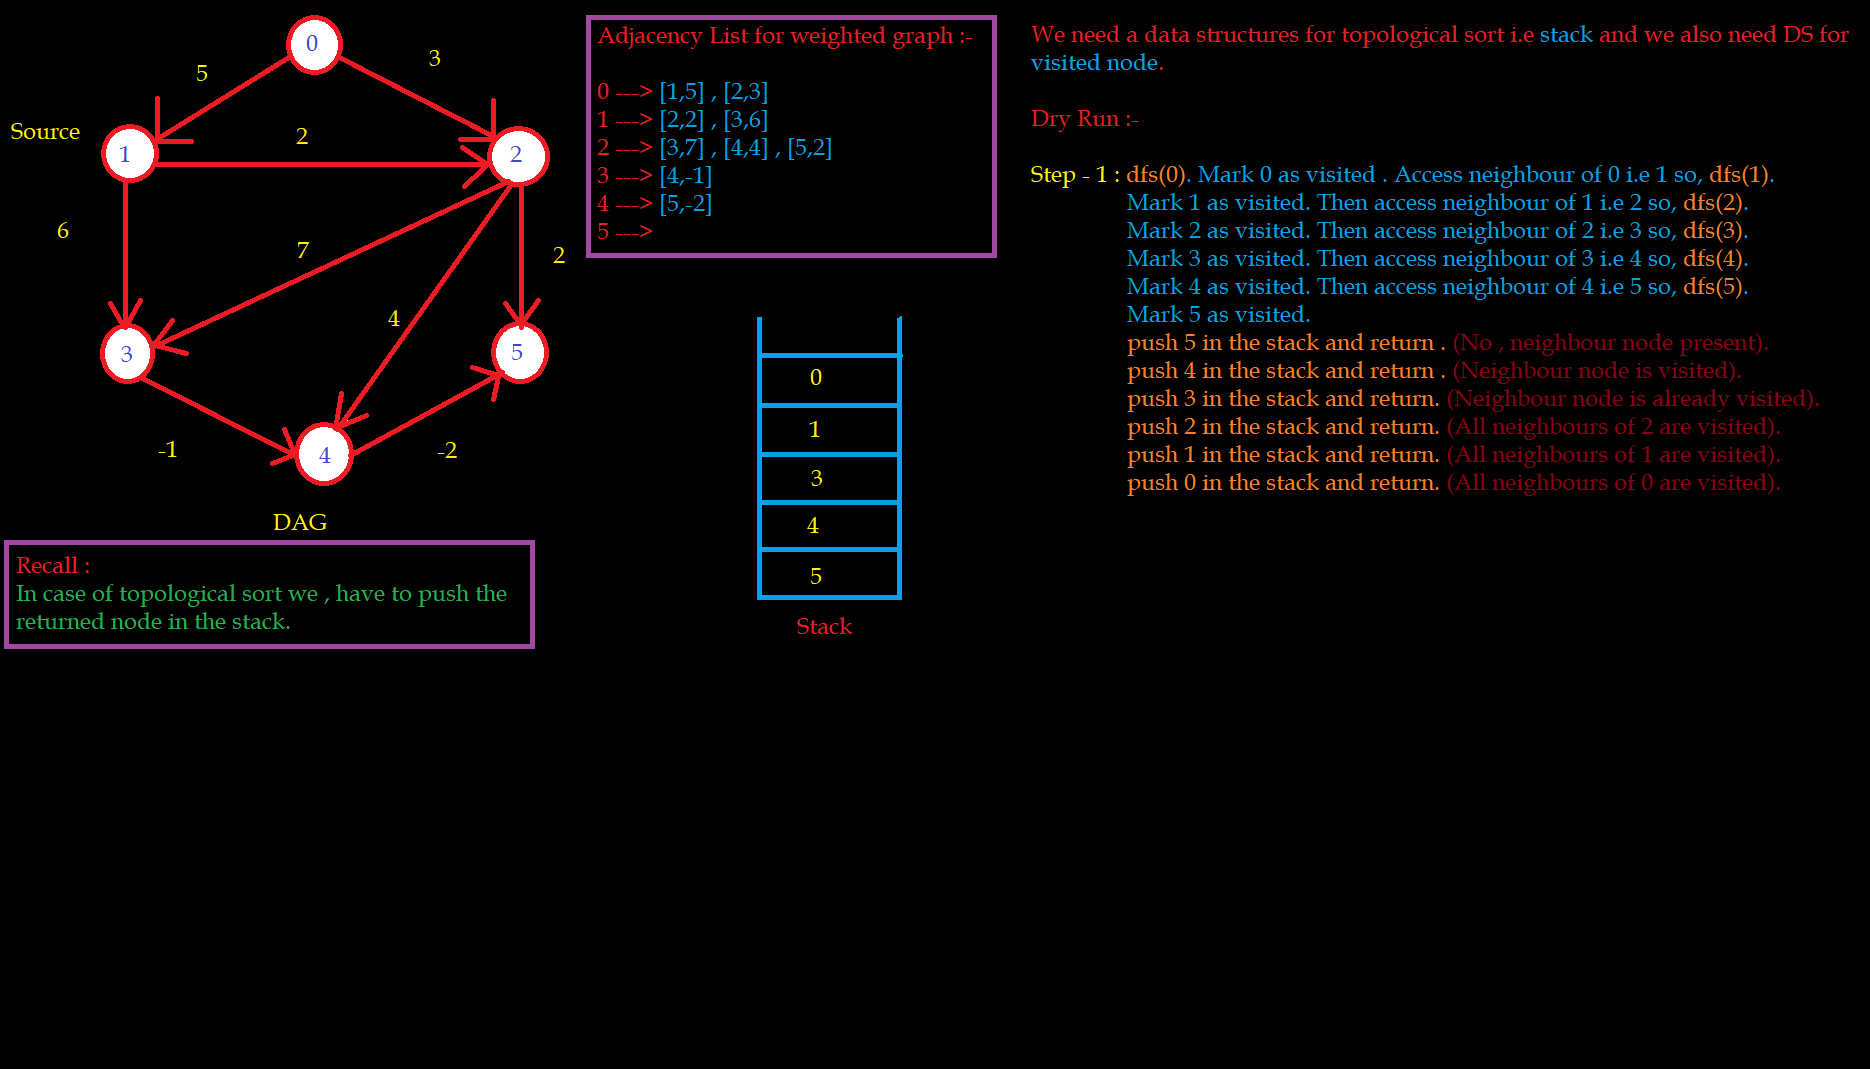 0
5
3
Source
1
2
2
6
7
4
2
3
5
4
-1
-2
DAG
Recall :
In case of topological sort we , have to push the
returned node in the stack.
Adjacency List for weighted graph :-
0 ---> [1,5] , [2,3]
1 ---> [2,2] , [3,6]
2 ---> [3,7] , [4,4] , [5,2]
3 ---> [4,-1]
4 ---> [5,-2]
5 --->
0
1
3
4
5
Stack
We need a data structures for topological sort i.e stack and we also need DS for
visited node.
Dry Run :-
Step - 1 : dfs(0). Mark 0 as visited . Access neighbour of 0 i.e 1 so, dfs(1).
Mark 1 as visited. Then access neighbour of 1 i.e 2 so, dfs(2).
Mark 2 as visited. Then access neighbour of 2 i.e 3 so, dfs(3).
Mark 3 as visited. Then access neighbour of 3 i.e 4 so, dfs(4).
Mark 4 as visited. Then access neighbour of 4 i.e 5 so, dfs(5).
Mark 5 as visited.
push 5 in the stack and return . (No , neighbour node present).
push 4 in the stack and return . (Neighbour node is visited).
push 3 in the stack and return. (Neighbour node is already visited).
push 2 in the stack and return. (All neighbours of 2 are visited).
push 1 in the stack and return. (All neighbours of 1 are visited).
push 0 in the stack and return. (All neighbours of 0 are visited).